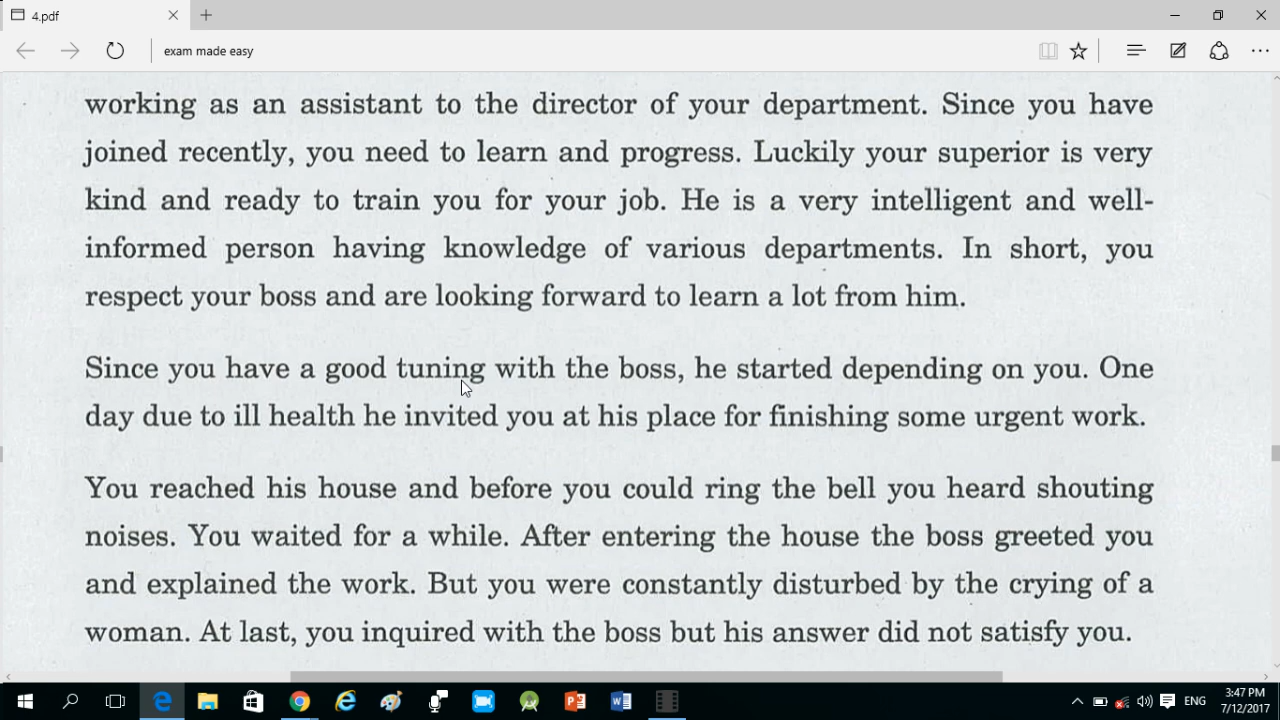 4.pdf
exam made easy
working as an assistant to the director of your department. Since you have
joined recently, you need to learn and progress. Luckily your superior is very
kind and ready to train you for your job. He is a very intelligent and well-
informed person having knowledge of various departments. In short, you
respect your boss and are looking forward to learn a lot from him.
Since you have a good tuning with the boss, he started depending on you. One
day due to ill health he invited you at his place for finishing some urgent work.
You reached his house and before you could ring the bell you heard shouting
noises. You waited for a while. After entering the house the boss greeted you
and explained the work. But you were constantly disturbed by the crying of a
woman. At last, you inquired with the boss but his answer did not satisfy you.
ENG
3:47 PM
7/12/2017